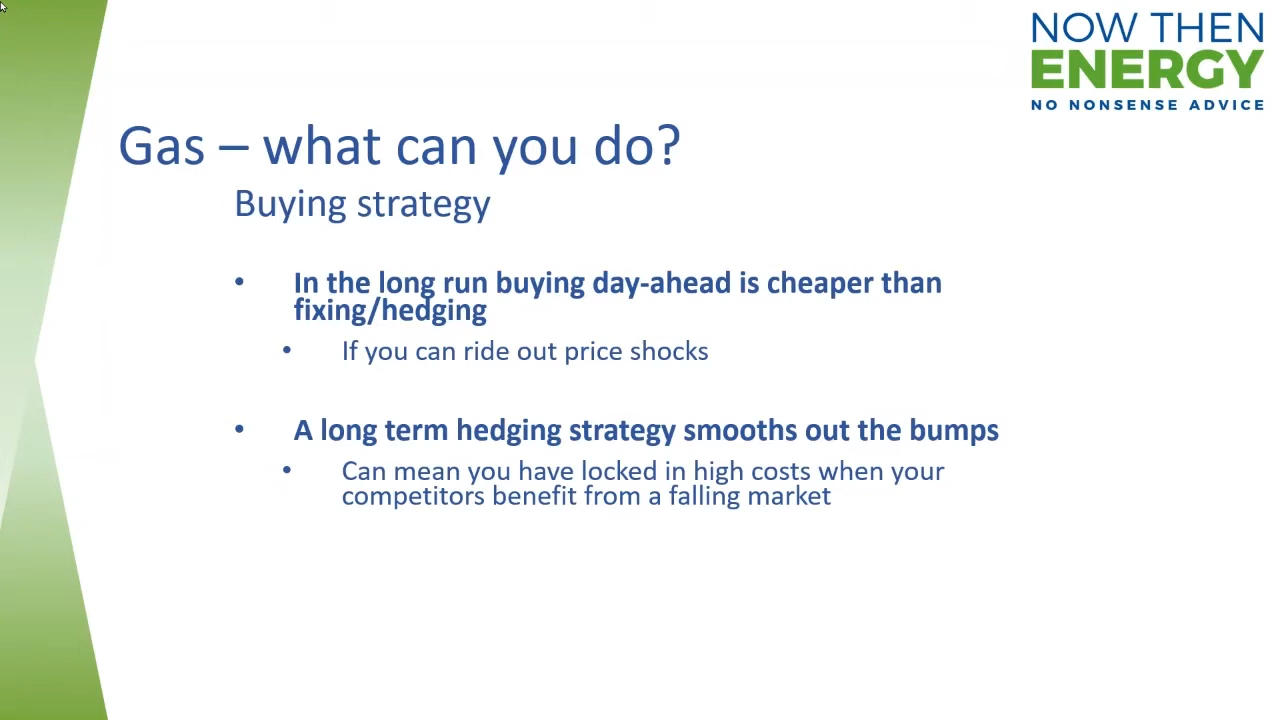 NOW THEN
ENERGY
NO NONSENSE ADVICE
Gas – what can you do?
Buying strategy
• In the long run buying day-ahead is cheaper than
fixing/hedging
• If you can ride out price shocks
• A long term hedging strategy smooths out the bumps
• Can mean you have locked in high costs when your
competitors benefit from a falling market